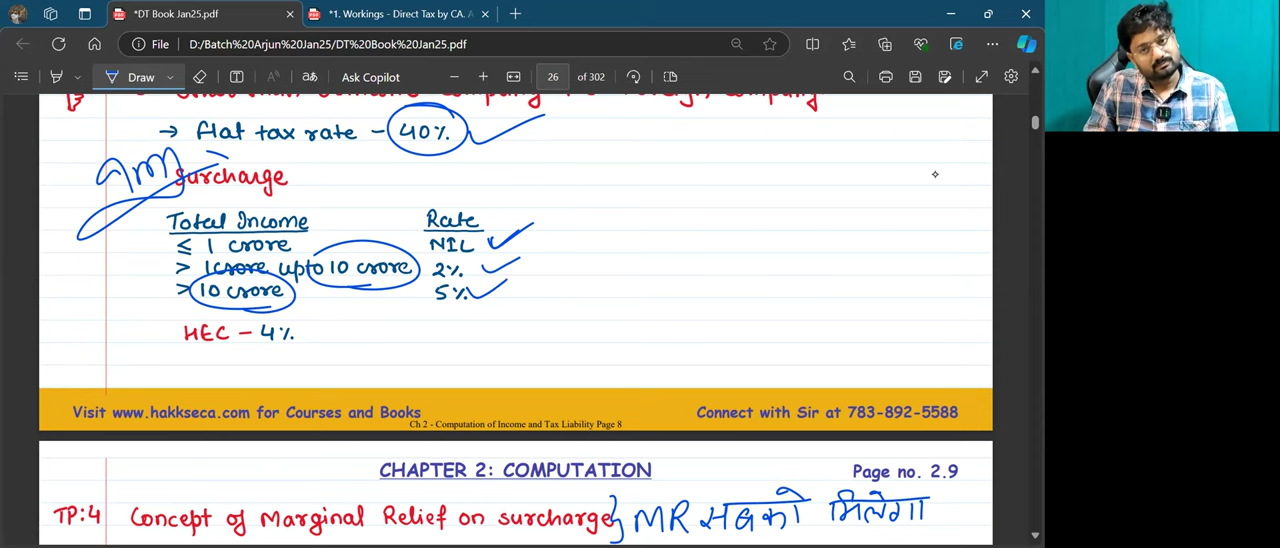 *DT Book Jan25.pdf
*1. Workings - Direct Tax by CA. A
File D:/Batch%20Arjun%20Jan25/DT%20Book%20Jan25.pdf
Draw
aあ Ask Copilot
26 of 302
→ flat tax rate - 40%
surcharge
Total Income Rate
≤ 1 crore NIL
> 1 crore upto 10 crore 2%
> 10 crore 5%
HEC - 4%
Visit www.hakkseca.com for Courses and Books Connect with Sir at 783-892-5588
Ch 2 - Computation of Income and Tax Liability Page 8
CHAPTER 2: COMPUTATION Page no. 2.9
TP:4 Concept of Marginal Relief on surcharge} MR सबको मिलेगा